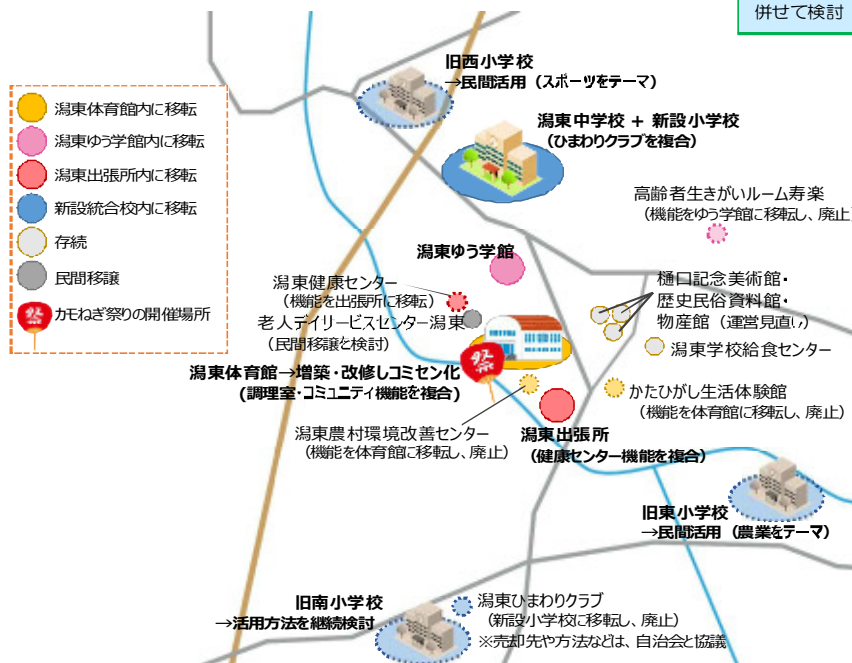 併せて検討
旧西小学校
→民間活用（スポーツをテーマ）
潟東体育館内に移転
潟東ゆう学館内に移転
潟東出張所内に移転
新設統合校内に移転
存続
民間移譲
祭
カモねぎ祭りの開催場所
潟東中学校 + 新設小学校
（ひまわりクラブを複合）
高齢者生きがいルーム寿楽
（機能をゆう学館に移転し、廃止）
潟東ゆう学館
潟東健康センター
（機能を出張所に移転）
老人デイリービスセンター潟東
（民間移譲と検討）
樋口記念美術館・
歴史民俗資料館・
物産館（運営見直し）
潟東学校給食センター
祭
潟東体育館→増築・改修しコミセン化
（調理室・コミュニティ機能を複合）
かたひがし生活体験館
（機能を体育館に移転し、廃止）
潟東農村環境改善センター
（機能を体育館に移転し、廃止）
潟東出張所
（健康センター機能を複合）
旧東小学校
→民間活用（農業をテーマ）
旧南小学校
→活用方法を継続検討
潟東ひまわりクラブ
（新設小学校に移転し、廃止）
※売却先や方法などは、自治会と協議